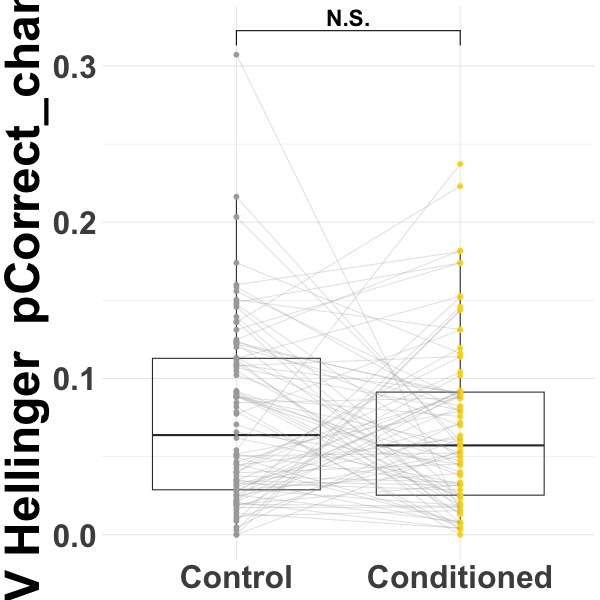 V Hellinger pCorrect_char
N.S.
0.3
0.2
0.1
0.0
Control
Conditioned